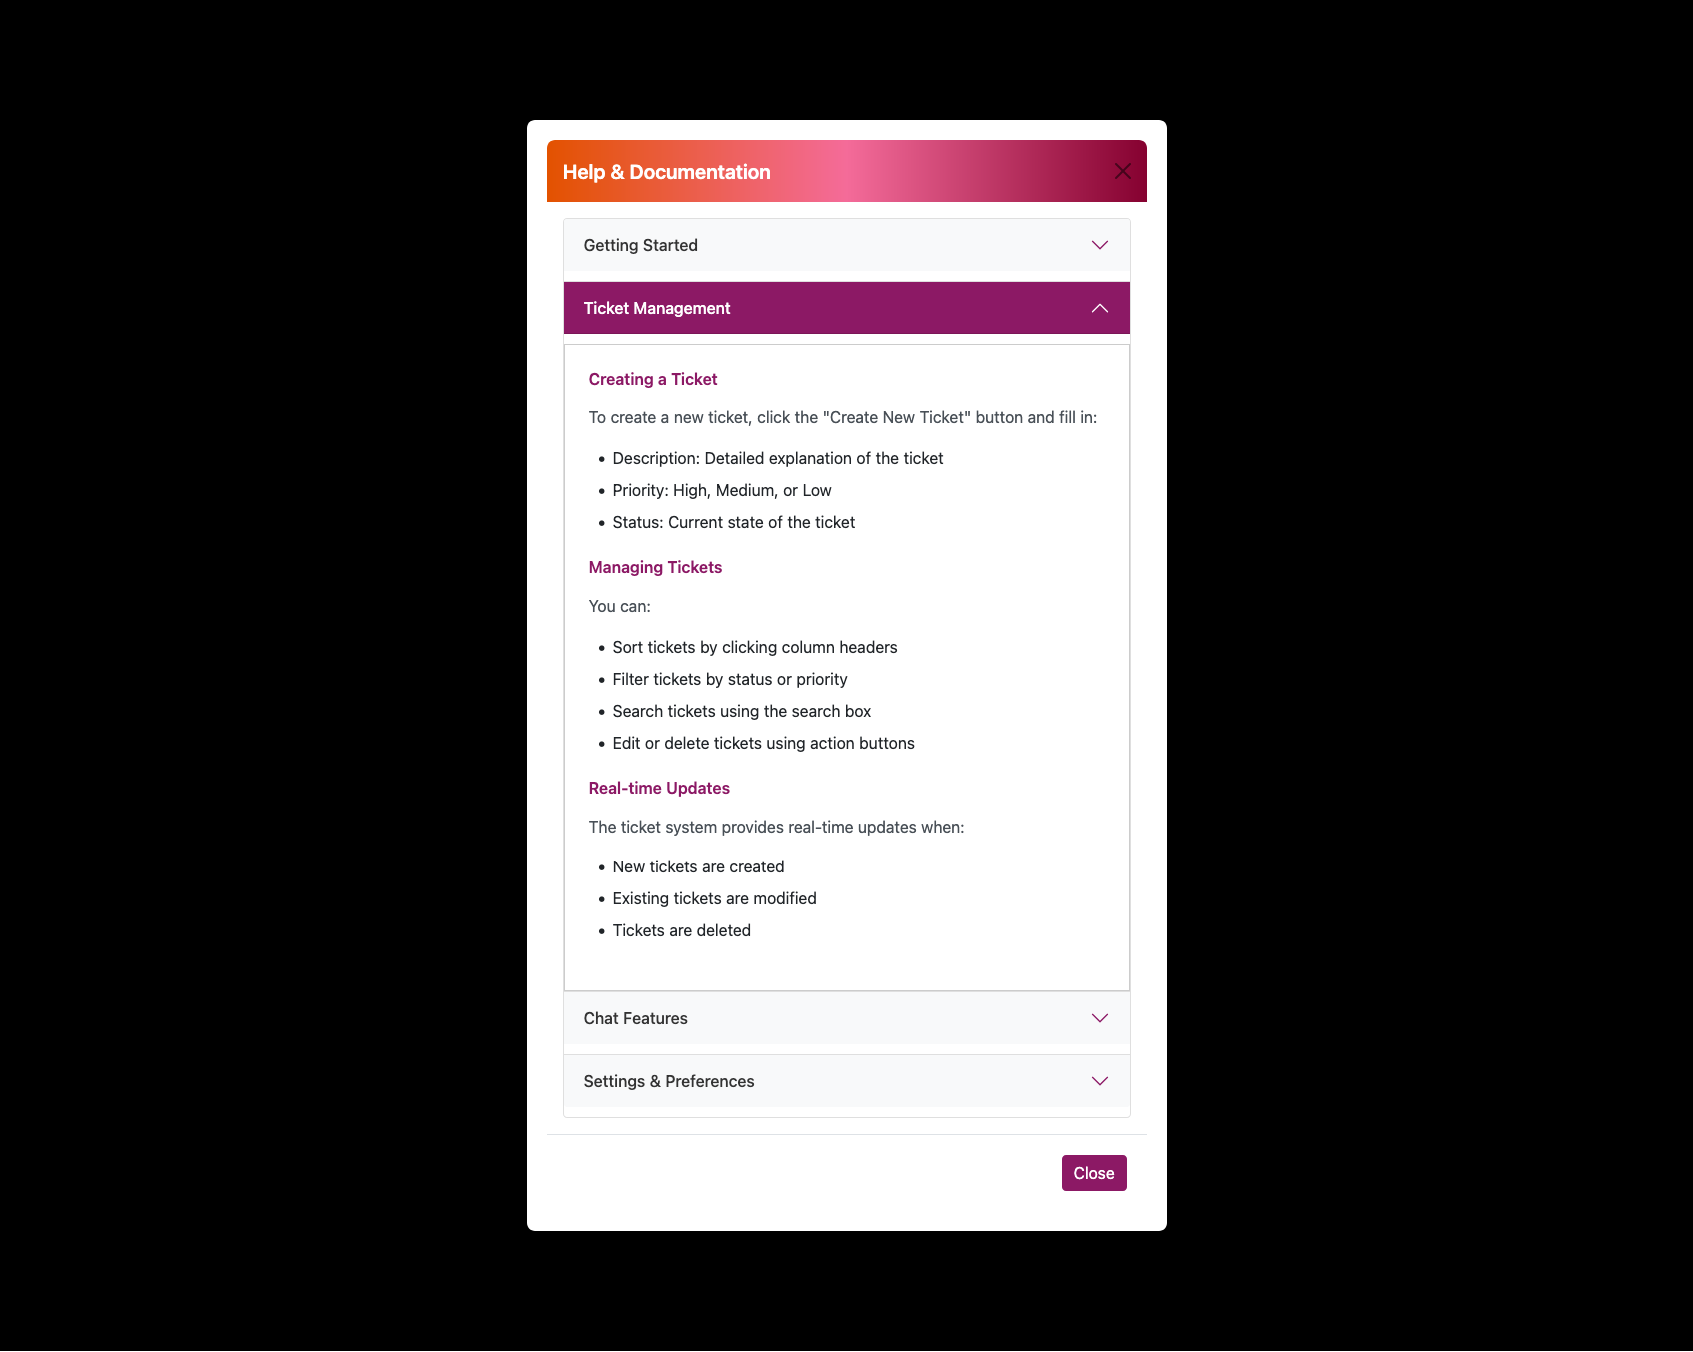 Help & Documentation
Getting Started
Ticket Management
Creating a Ticket
To create a new ticket, click the "Create New Ticket" button and fill in:
• Description: Detailed explanation of the ticket
• Priority: High, Medium, or Low
• Status: Current state of the ticket
Managing Tickets
You can:
• Sort tickets by clicking column headers
• Filter tickets by status or priority
• Search tickets using the search box
• Edit or delete tickets using action buttons
Real-time Updates
The ticket system provides real-time updates when:
• New tickets are created
• Existing tickets are modified
• Tickets are deleted
Chat Features
Settings & Preferences
Close